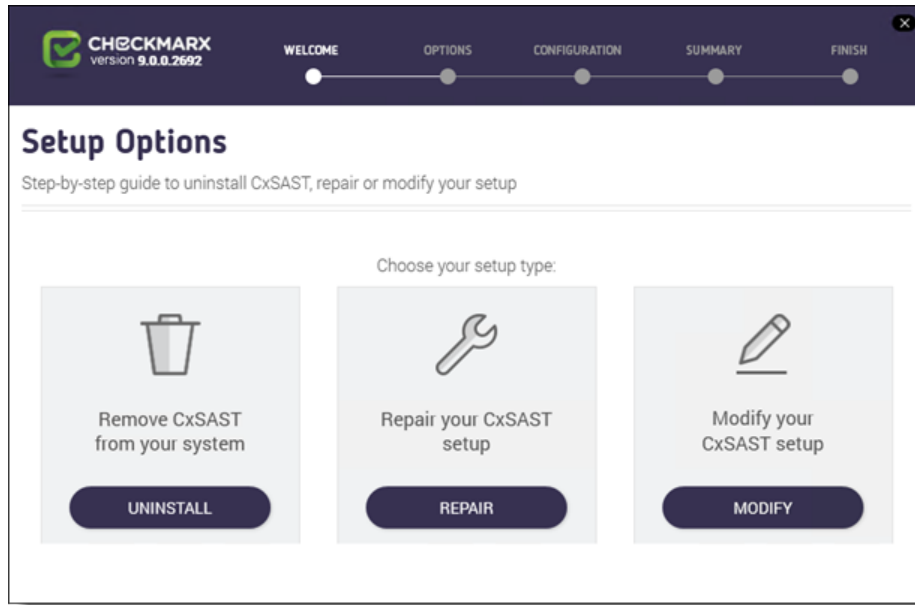 CHECKMARX
version 9.0.0.2692
WELCOME
OPTIONS
CONFIGURATION
SUMMARY
FINISH
Setup Options
Step-by-step guide to uninstall CxSAST, repair or modify your setup
Choose your setup type:
Remove CxSAST
from your system
UNINSTALL
Repair your CxSAST
setup
REPAIR
Modify your
CxSAST setup
MODIFY